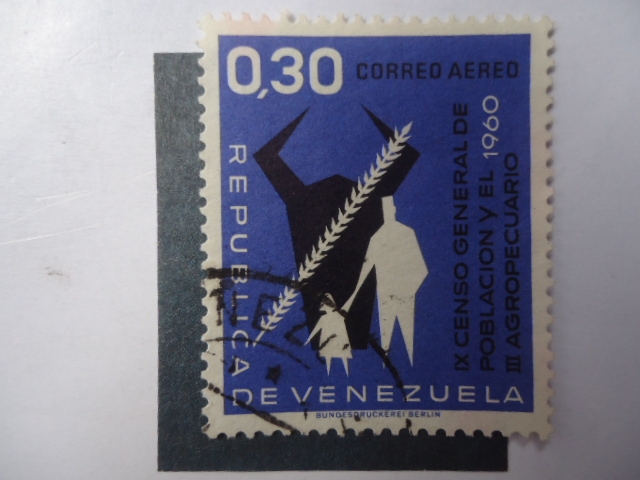 0,30 CORREO AEREO
REPUBLICA
DE VENEZUELA
IX CENSO GENERAL DE
POBLACION Y EL 1960
III AGROPECUARIO
BUNDESDRUCKEREI BERLIN